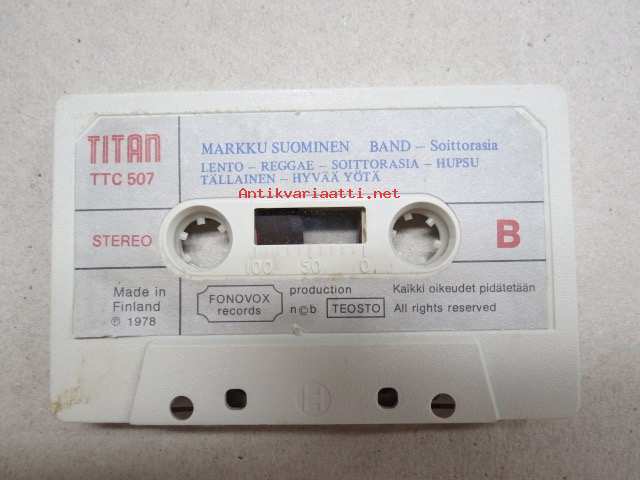 TITAN
TTC 507
MARKKU SUOMINEN BAND – Soittorasia
LENTO – REGGAE – SOITTORASIA – HUPSU
TÄLLAINEN – HYVÄÄ YÖTÄ
Antikvariaatti.net
STEREO
B
100 50 0
Made in
Finland
℗ 1978
FONOVOX
records
production
n©b TEOSTO
Kaikki oikeudet pidätetään
All rights reserved
H